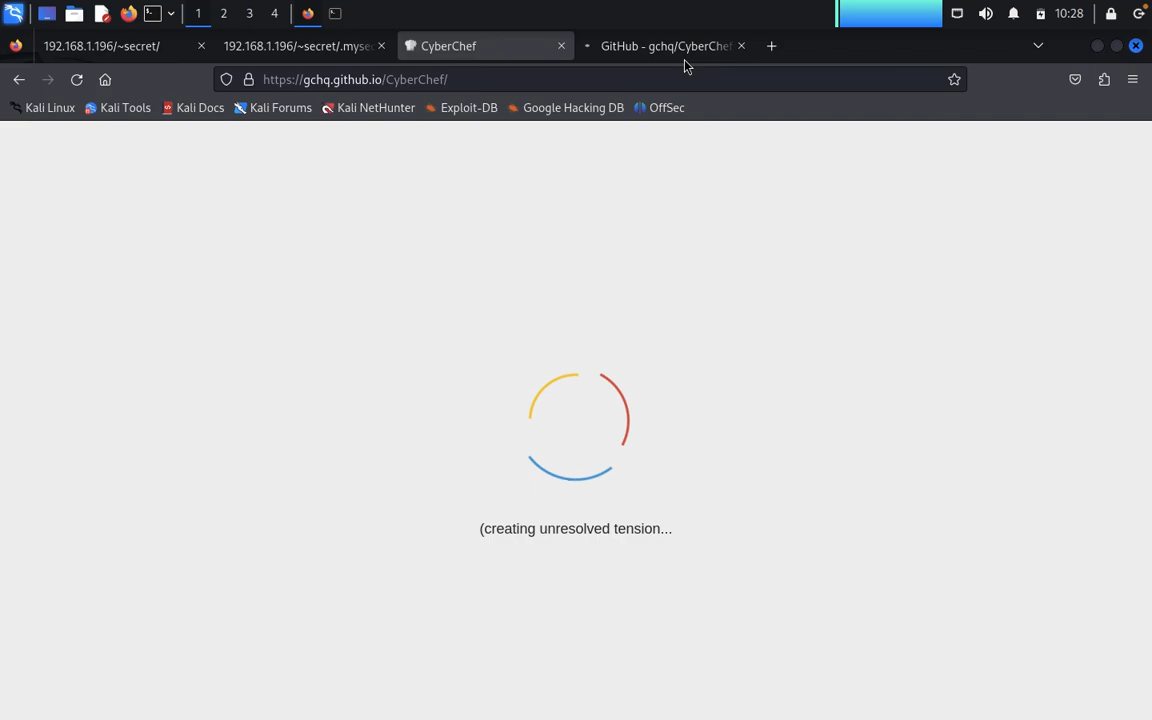 1 2 3 4 10:28
192.168.1.196/~secret/ 192.168.1.196/~secret/.myse CyberChef GitHub - gchq/CyberChef
https://gchq.github.io/CyberChef/
Kali Linux Kali Tools Kali Docs Kali Forums Kali NetHunter Exploit-DB Google Hacking DB OffSec
(creating unresolved tension...